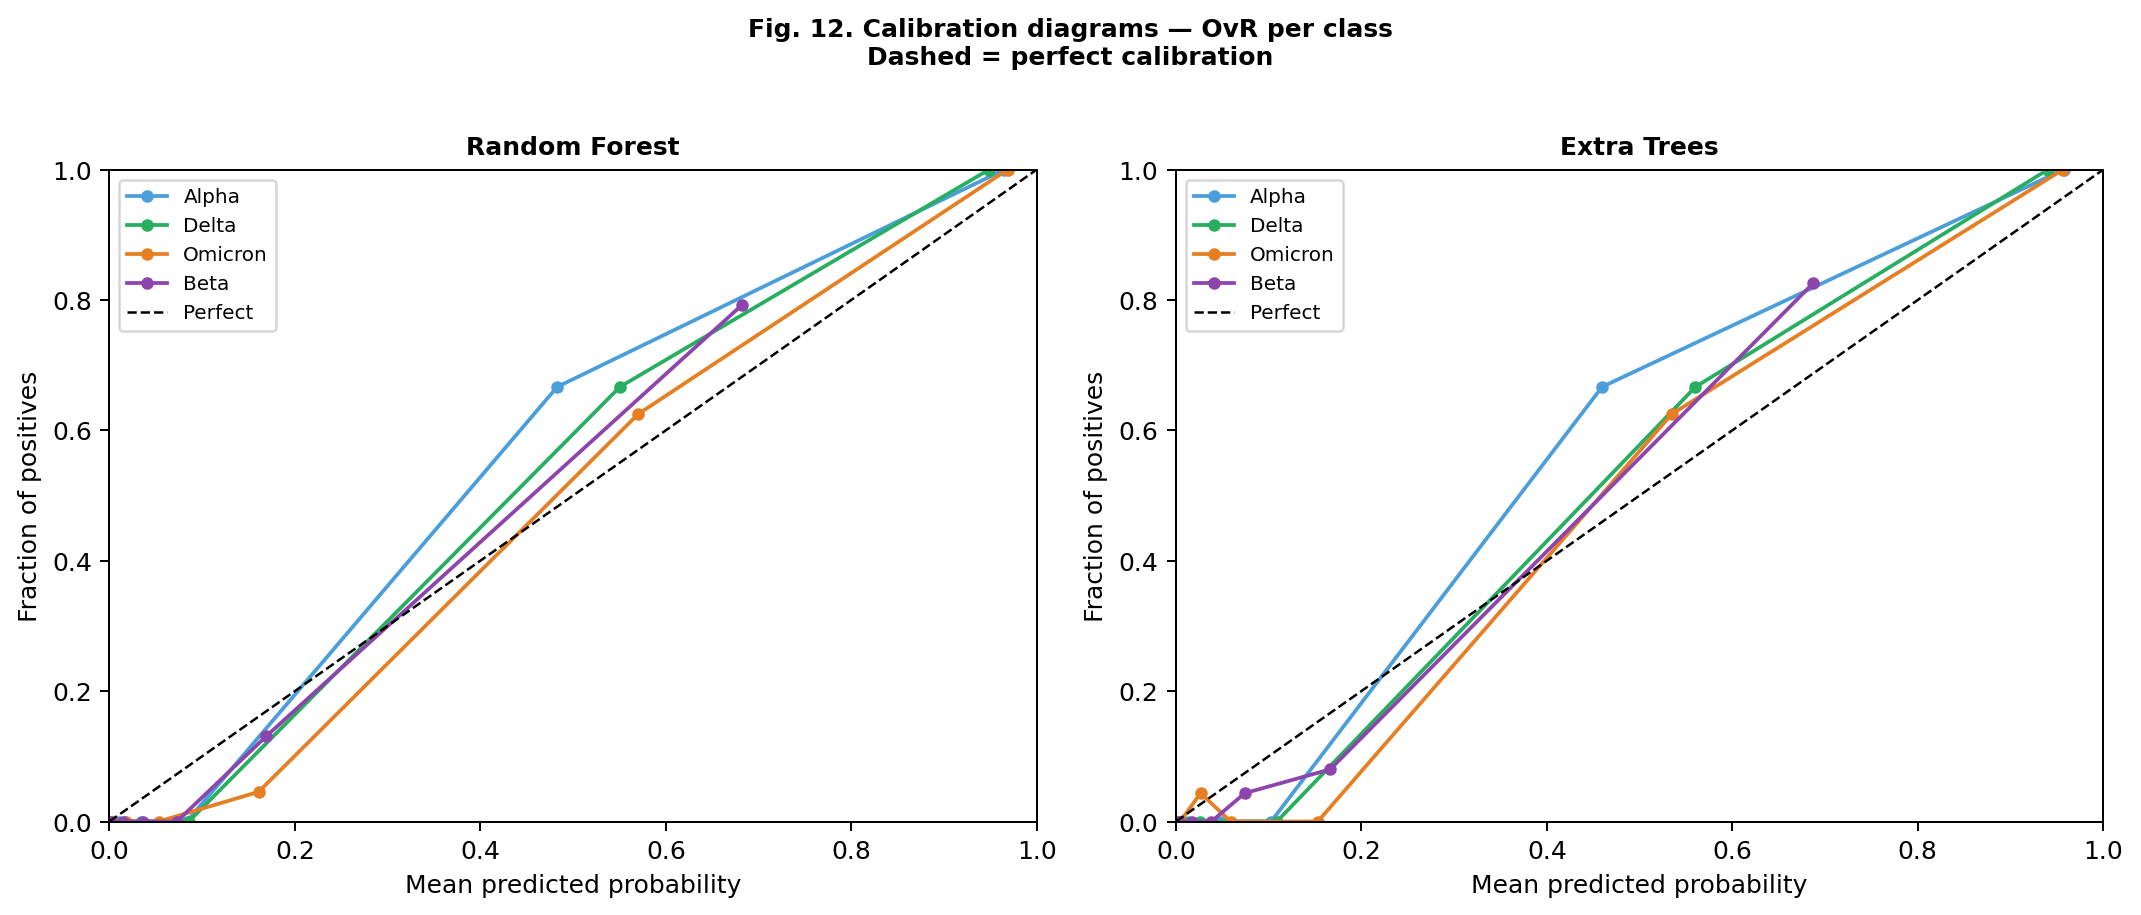 Fig. 12. Calibration diagrams — OvR per class
Dashed = perfect calibration
Random Forest
1.0
0.8
0.6
0.4
0.2
0.0
Fraction of positives
Alpha
Delta
Omicron
Beta
Perfect
0.0 0.2 0.4 0.6 0.8 1.0
Mean predicted probability
Extra Trees
1.0
0.8
0.6
0.4
0.2
0.0
Fraction of positives
Alpha
Delta
Omicron
Beta
Perfect
0.0 0.2 0.4 0.6 0.8 1.0
Mean predicted probability